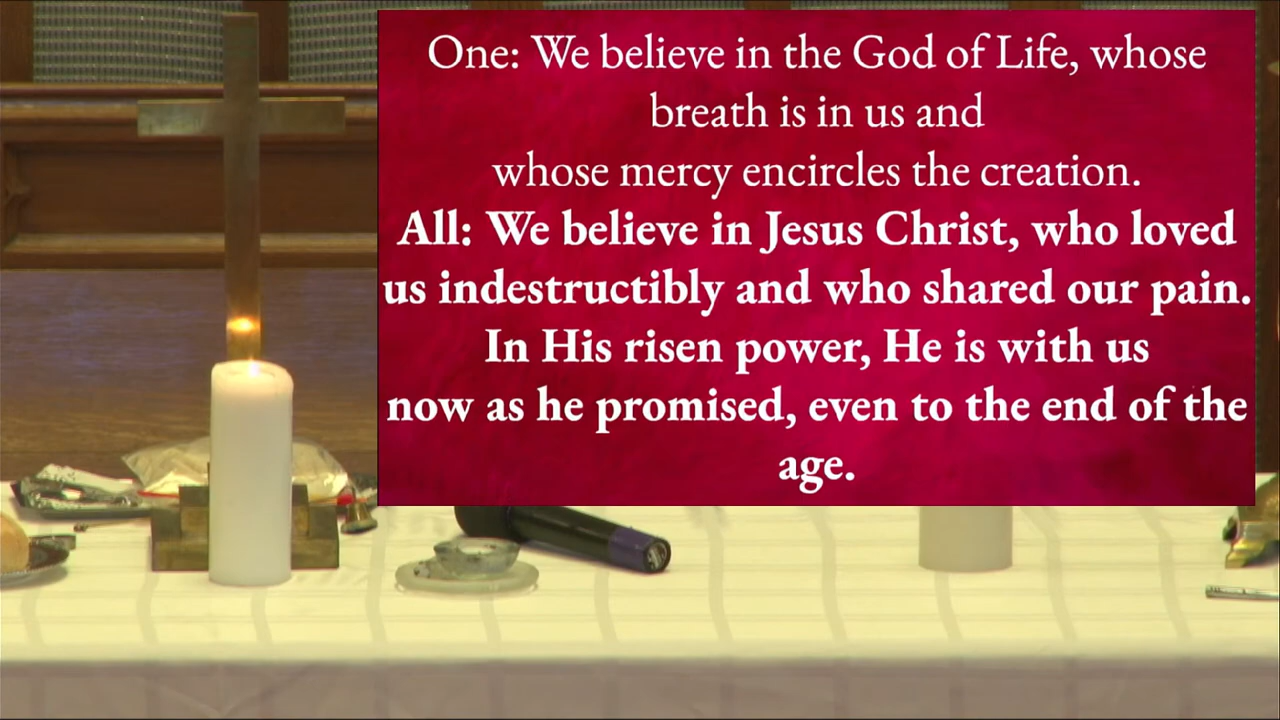 One: We believe in the God of Life, whose
breath is in us and
whose mercy encircles the creation.
All: We believe in Jesus Christ, who loved
us indestructibly and who shared our pain.
In His risen power, He is with us
now as he promised, even to the end of the
age.